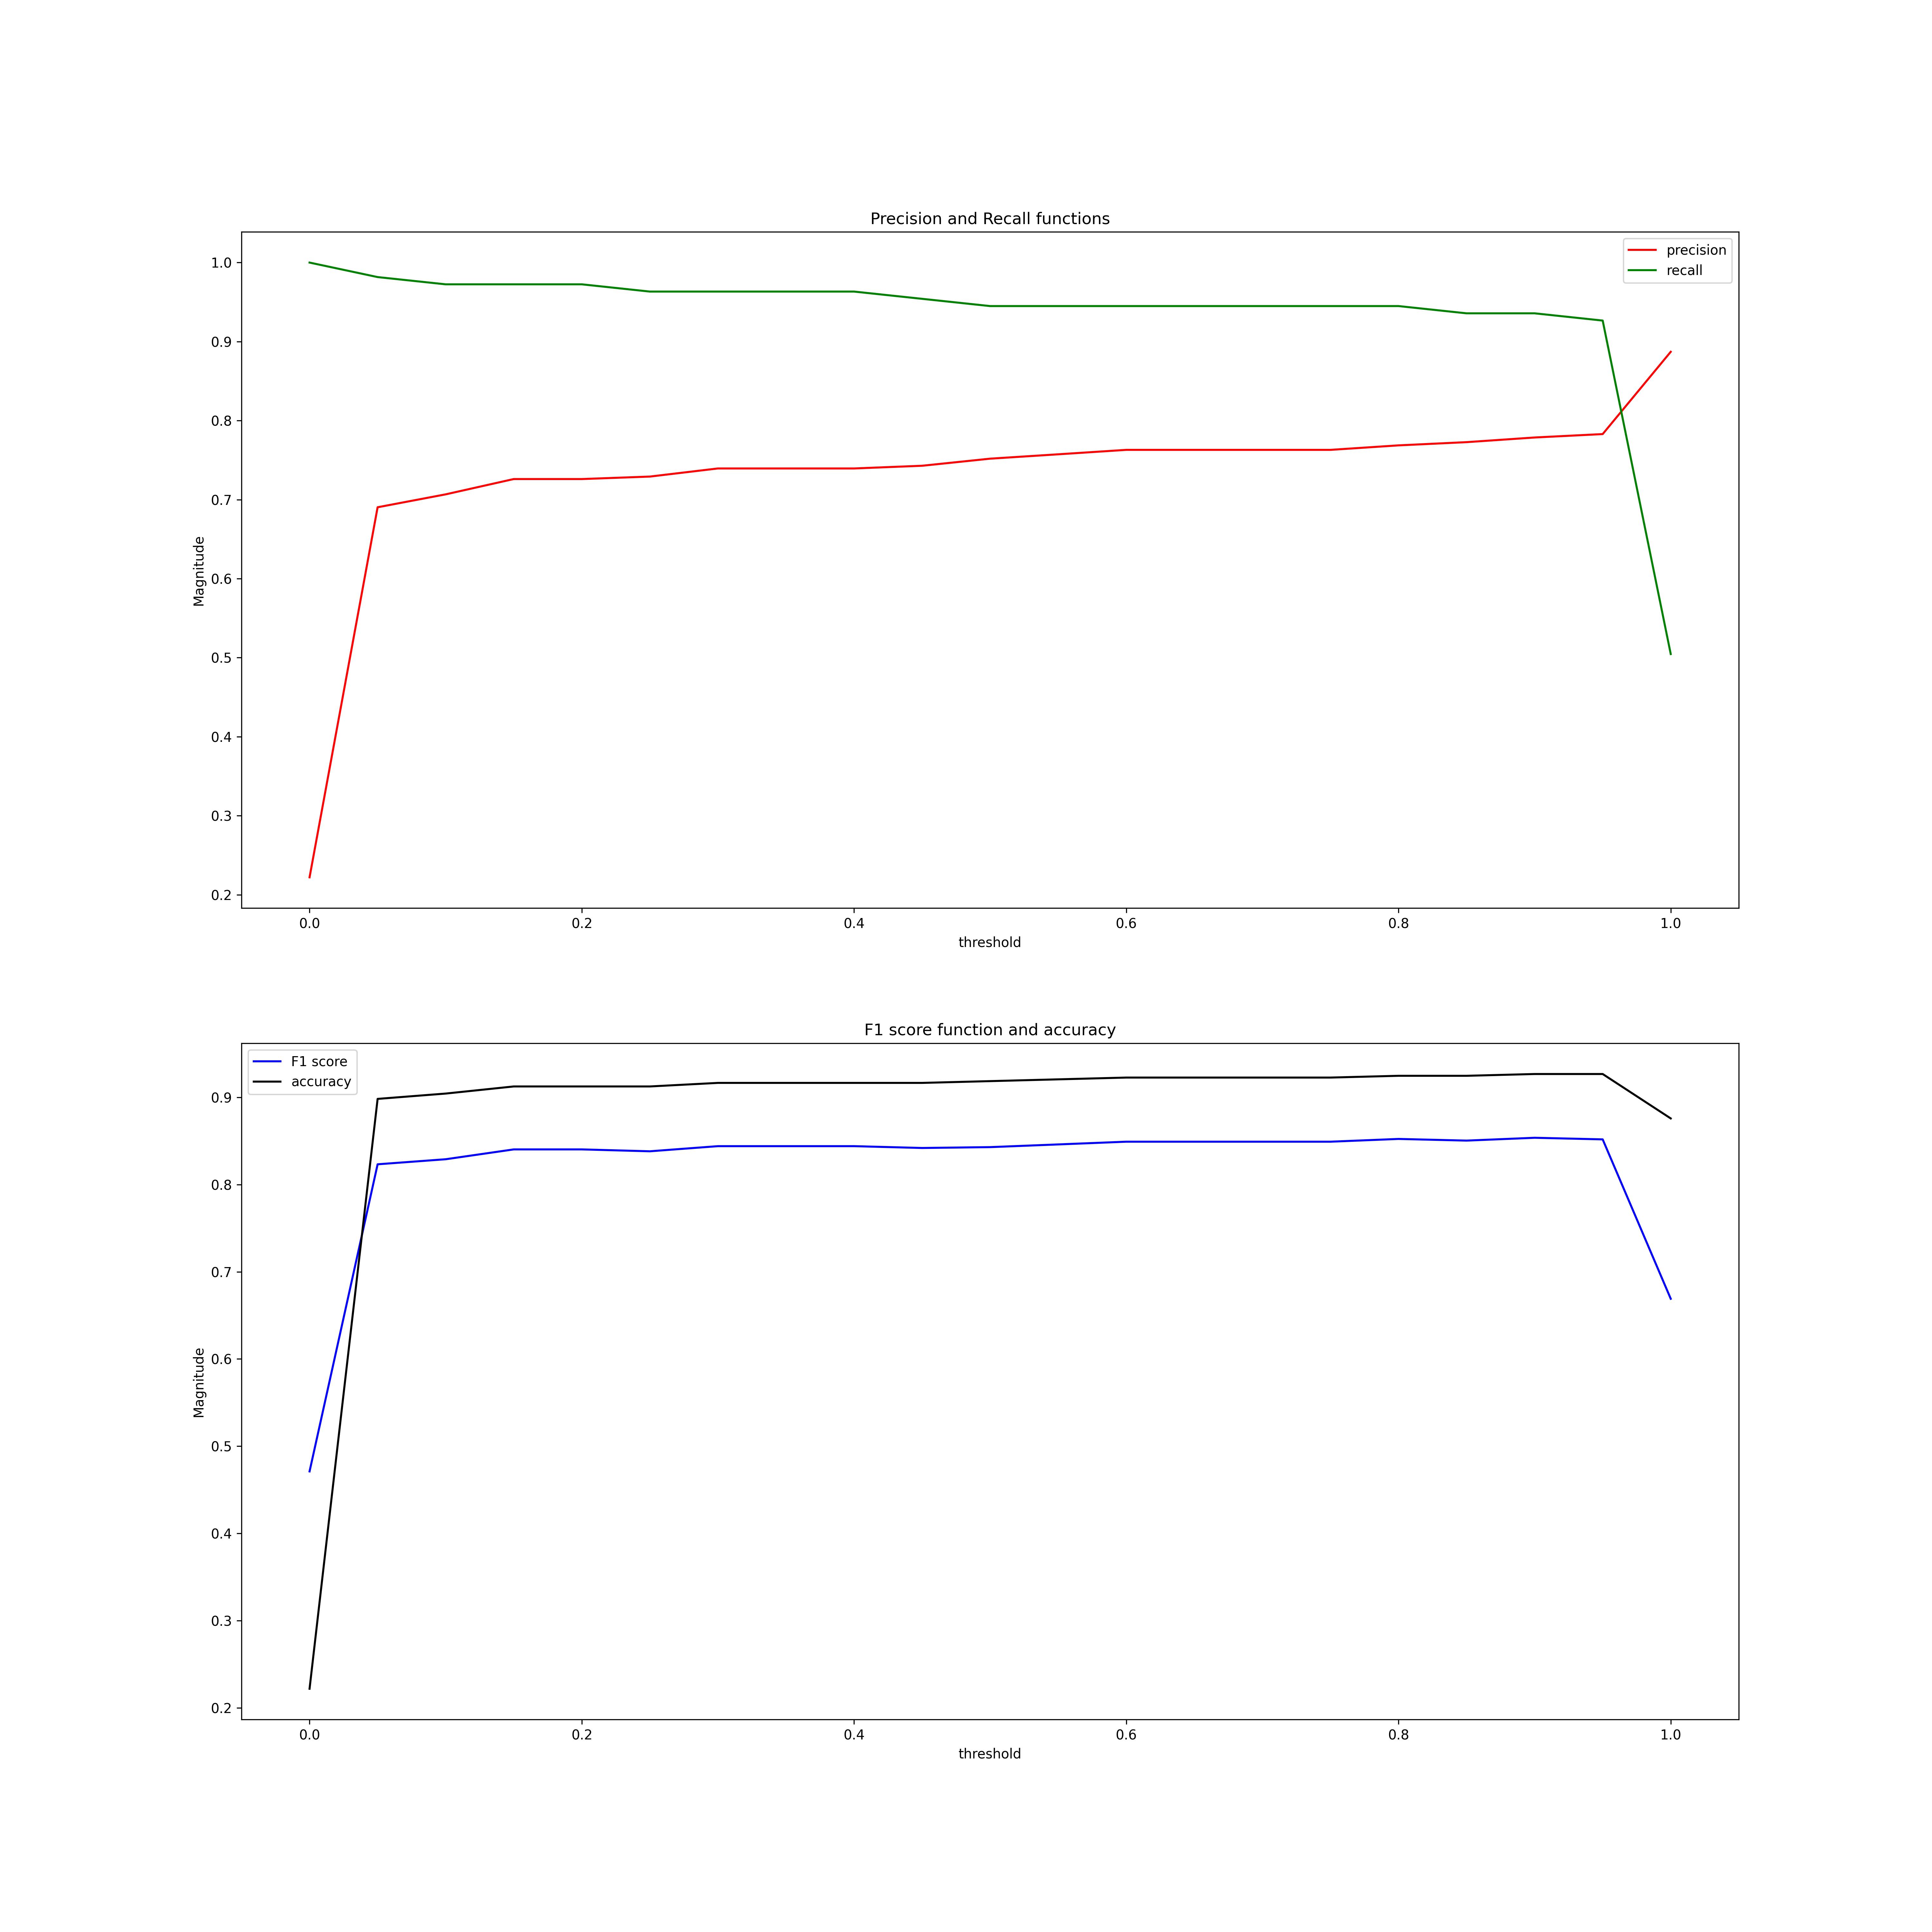 Precision and Recall functions
precision
recall
1.0
0.9
0.8
0.7
0.6
0.5
0.4
0.3
0.2
Magnitude
0.0 0.2 0.4 0.6 0.8 1.0
threshold
F1 score function and accuracy
F1 score
accuracy
0.9
0.8
0.7
0.6
0.5
0.4
0.3
0.2
Magnitude
0.0 0.2 0.4 0.6 0.8 1.0
threshold